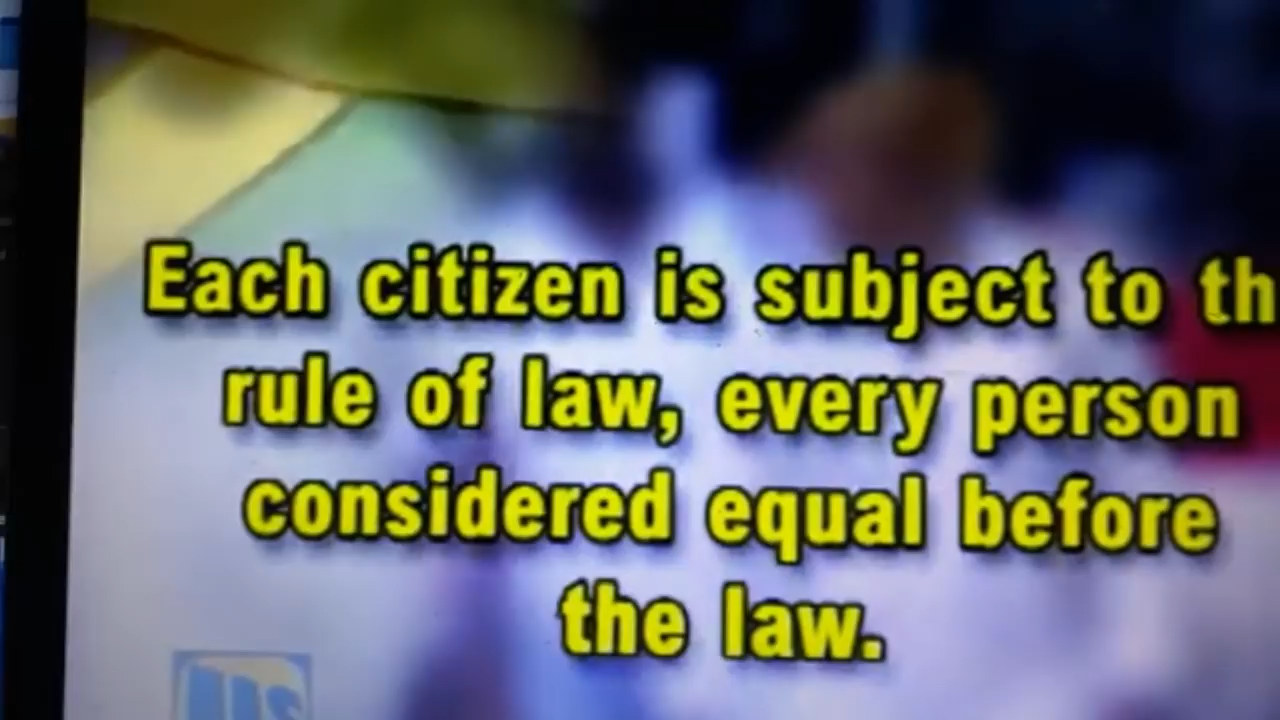 Each citizen is subject to th
rule of law, every person
considered equal before
the law.